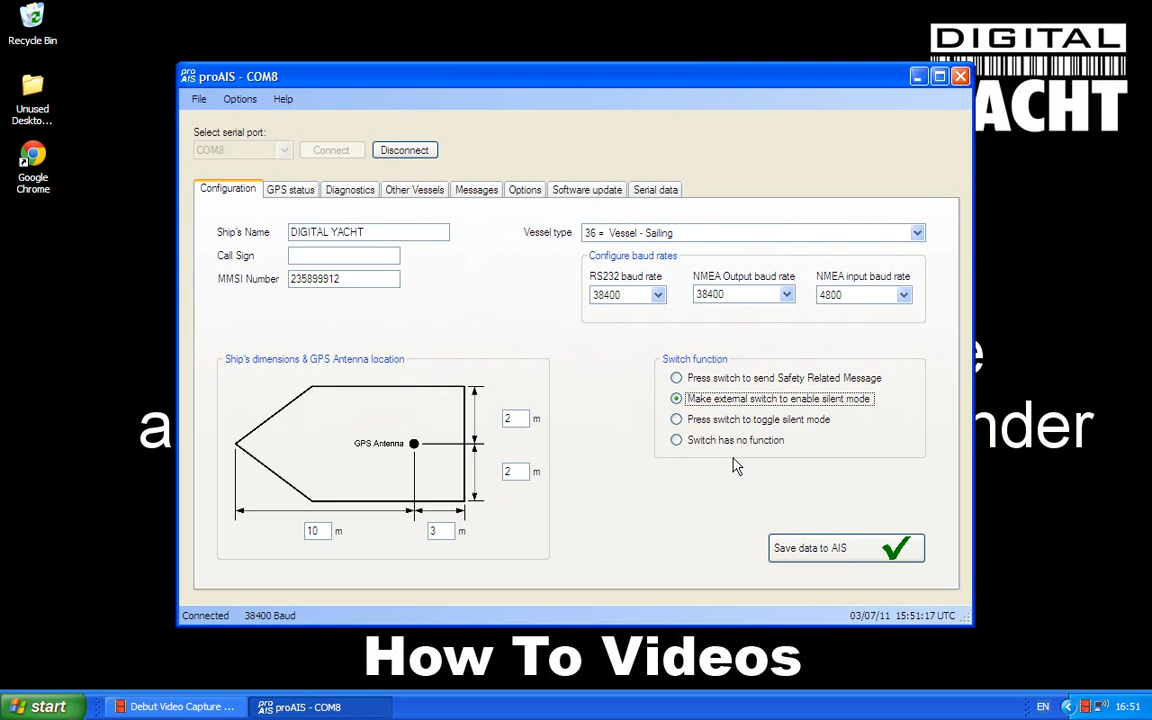 Recycle Bin
DIGITAL
YACHT
pro AIS
proAIS - COM8
File Options Help
Unused
Deskto...
Google
Chrome
Select serial port:
COM8 Connect Disconnect
Configuration GPS status Diagnostics Other Vessels Messages Options Software update Serial data
Ship's Name DIGITAL YACHT
Call Sign
MMSI Number 235899912
Vessel type 36 = Vessel - Sailing
Configure baud rates
RS232 baud rate NMEA Output baud rate NMEA input baud rate
38400 38400 4800
Ship's dimensions & GPS Antenna location
GPS Antenna
2 m
2 m
10 m 3 m
Switch function
Press switch to send Safety Related Message
Make external switch to enable silent mode
Press switch to toggle silent mode
Switch has no function
Save data to AIS
Connected 38400 Baud 03/07/11 15:51:17 UTC
How To Videos
start Debut Video Capture ... pro AIS proAIS - COM8 EN 16:51